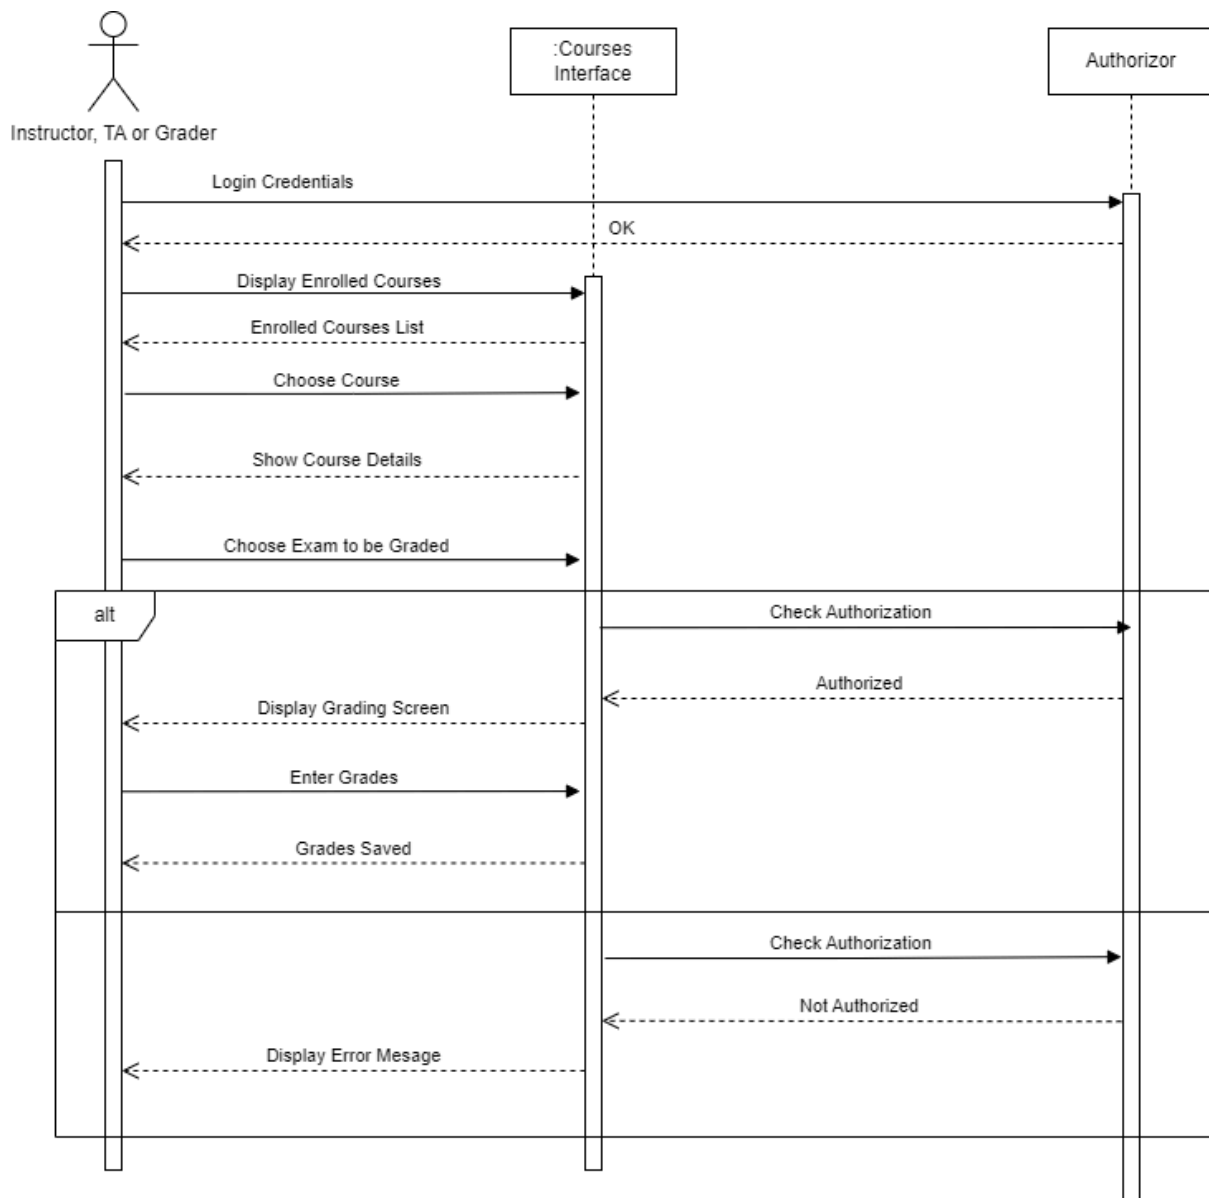 :Courses
Interface
Authorizor
Instructor, TA or Grader
Login Credentials
OK
Display Enrolled Courses
Enrolled Courses List
Choose Course
Show Course Details
Choose Exam to be Graded
alt
Check Authorization
Authorized
Display Grading Screen
Enter Grades
Grades Saved
Check Authorization
Not Authorized
Display Error Mesage